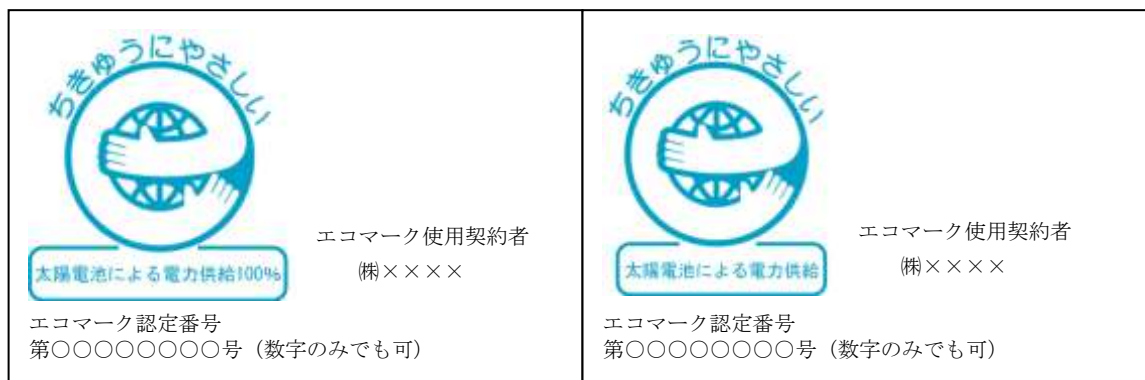 ちきゅうにやさしい
太陽電池による電力供給100%
エコマーク使用契約者
㈱××××
エコマーク認定番号
第○○○○○○○○号（数字のみでも可）
ちきゅうにやさしい
太陽電池による電力供給
エコマーク使用契約者
㈱××××
エコマーク認定番号
第○○○○○○○○号（数字のみでも可）